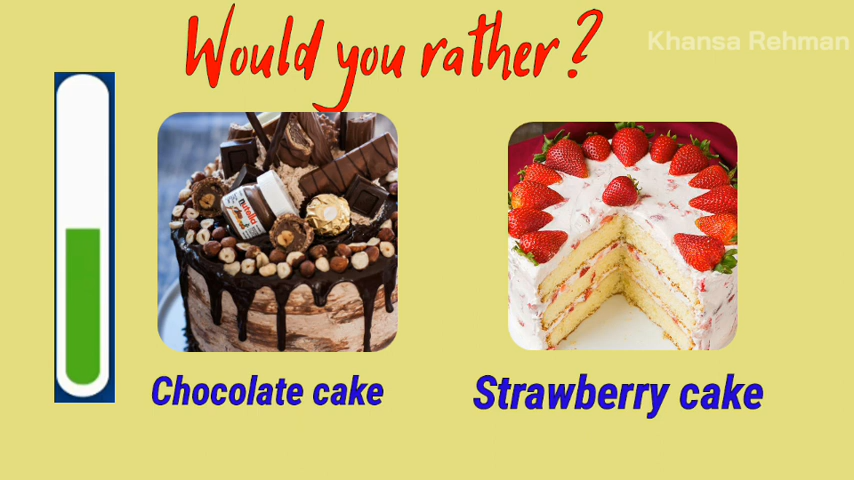 Would you rather?
Khansa Rehman
nutella
Chocolate cake
Strawberry cake